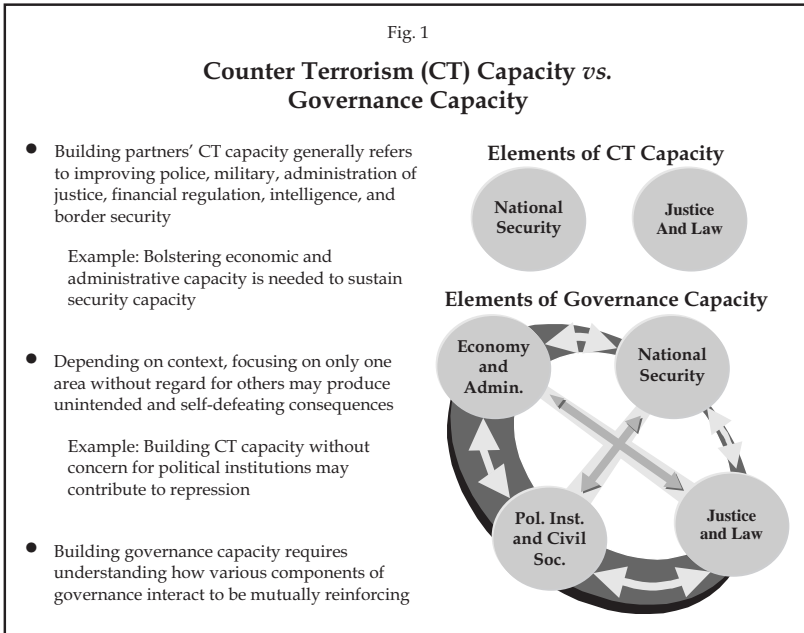 Fig. 1
Counter Terrorism (CT) Capacity vs.
Governance Capacity
● Building partners’ CT capacity generally refers
to improving police, military, administration of
justice, financial regulation, intelligence, and
border security
Example: Bolstering economic and
administrative capacity is needed to sustain
security capacity
● Depending on context, focusing on only one
area without regard for others may produce
unintended and self-defeating consequences
Example: Building CT capacity without
concern for political institutions may
contribute to repression
● Building governance capacity requires
understanding how various components of
governance interact to be mutually reinforcing
Elements of CT Capacity
National
Security
Justice
And Law
Elements of Governance Capacity
Economy
and
Admin.
National
Security
Pol. Inst.
and Civil
Soc.
Justice
and Law